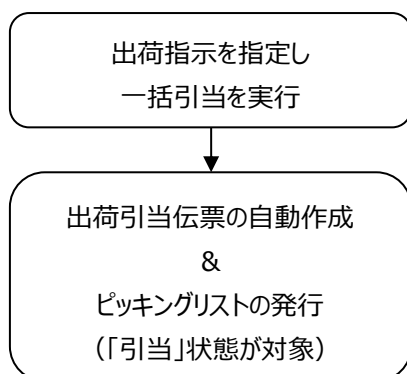 出荷指示を指定し
一括引当を実行
出荷引当伝票の自動作成
&
ピッキングリストの発行
（「引当」状態が対象）